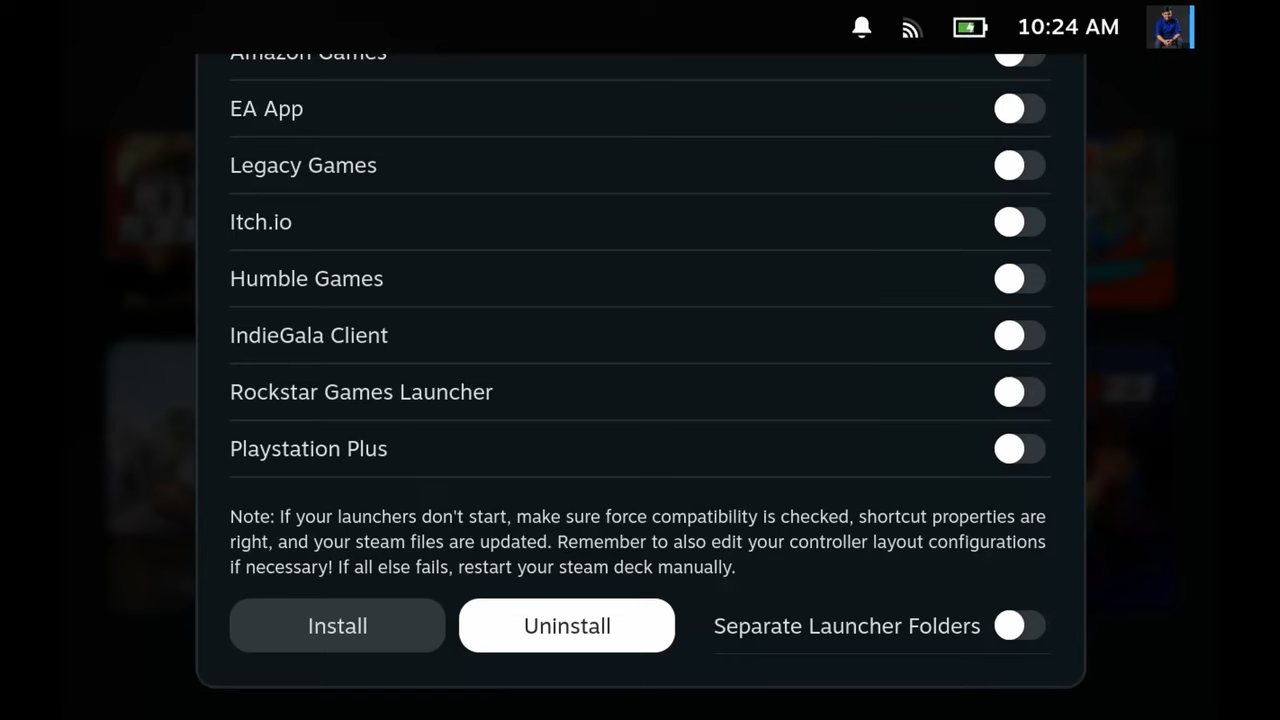 10:24 AM
Amazon Games
EA App
Legacy Games
Itch.io
Humble Games
IndieGala Client
Rockstar Games Launcher
Playstation Plus
Note: If your launchers don't start, make sure force compatibility is checked, shortcut properties are
right, and your steam files are updated. Remember to also edit your controller layout configurations
if necessary! If all else fails, restart your steam deck manually.
Install
Uninstall
Separate Launcher Folders